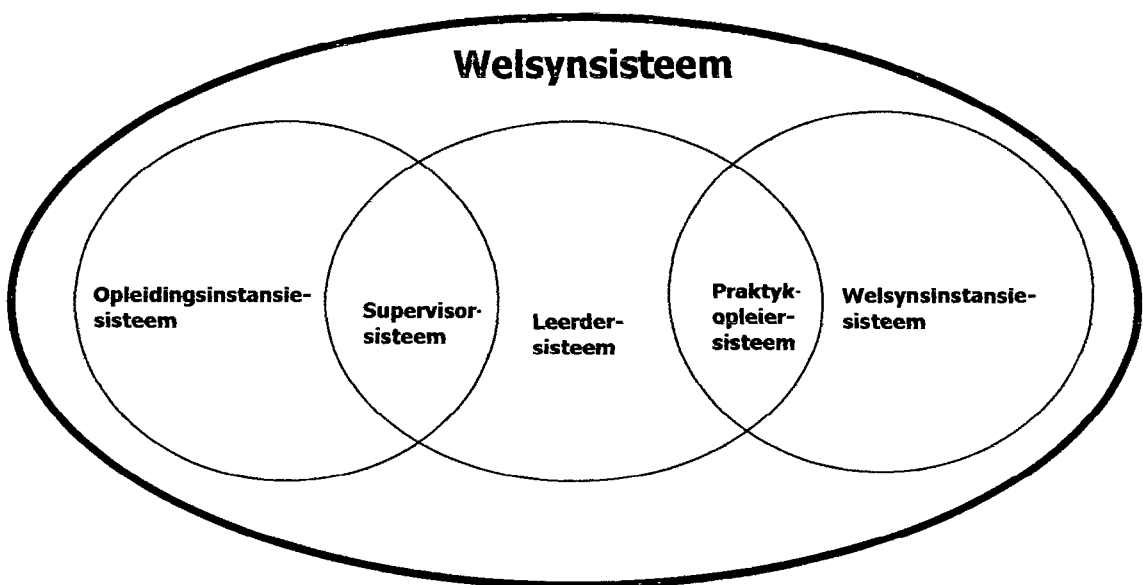 Welsynsisteem
Opleidingsinstansie-
sisteem
Supervisor-
sisteem
Leerder-
sisteem
Praktyk-
opleier-
sisteem
Welsynsinstansie-
sisteem